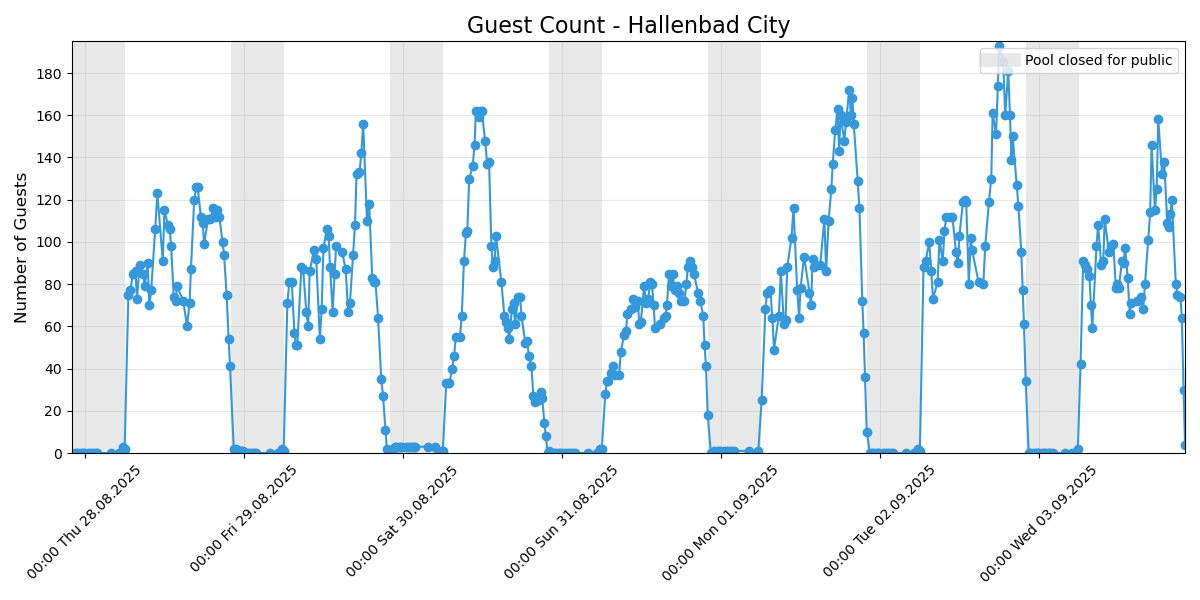 Guest Count - Hallenbad City
Pool closed for public
Number of Guests
180
160
140
120
100
80
60
40
20
0
00:00 Thu 28.08.2025
00:00 Fri 29.08.2025
00:00 Sat 30.08.2025
00:00 Sun 31.08.2025
00:00 Mon 01.09.2025
00:00 Tue 02.09.2025
00:00 Wed 03.09.2025